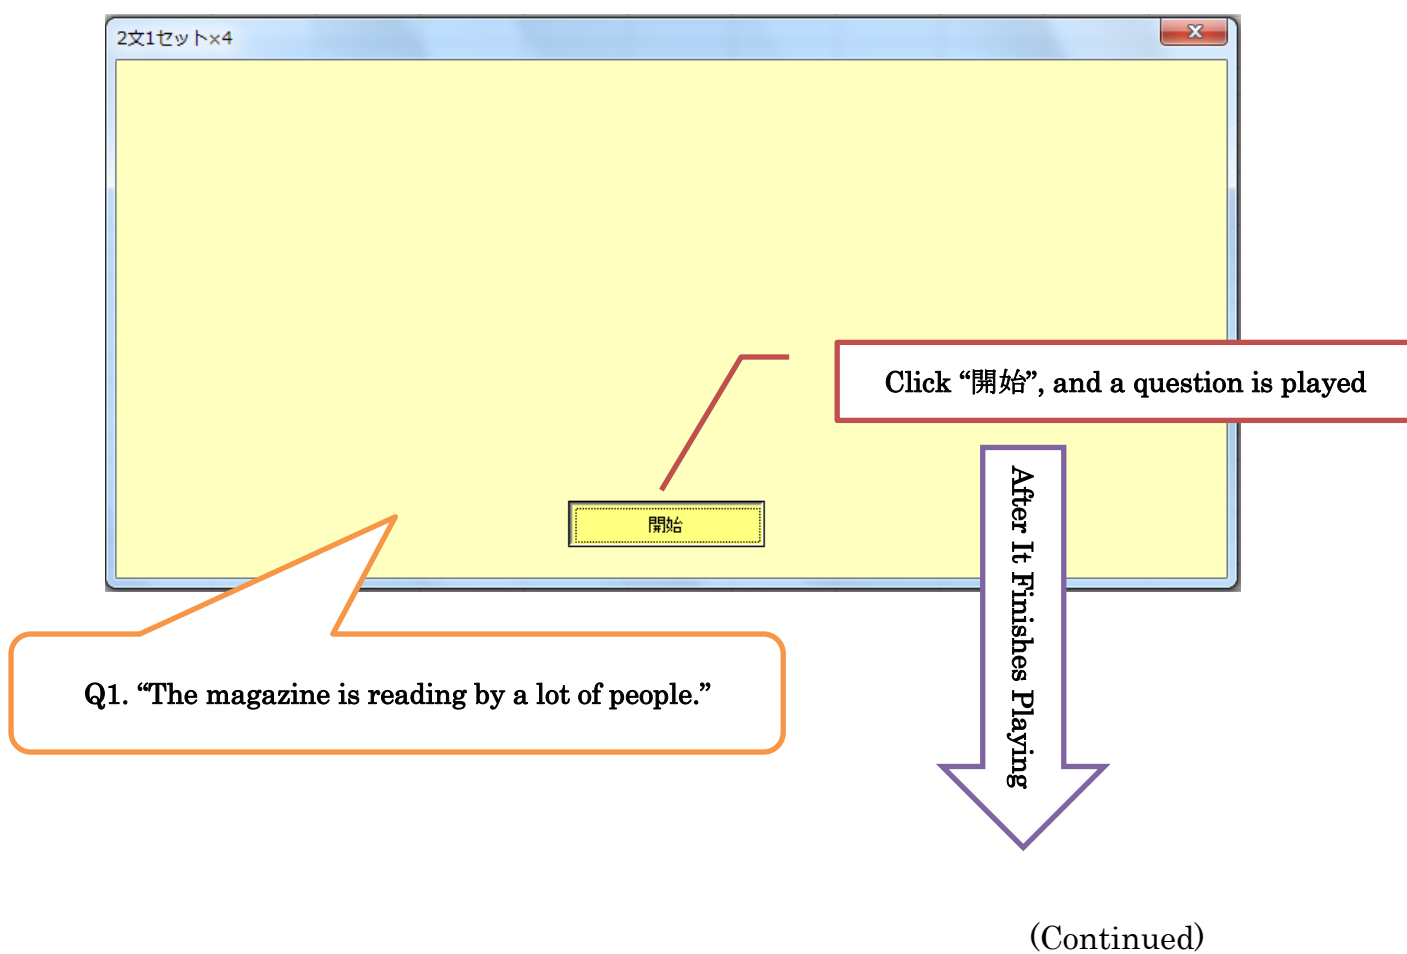 2文1セット×4
Click “開始”, and a question is played
開始
After It Finishes Playing
Q1. “The magazine is reading by a lot of people.”
(Continued)